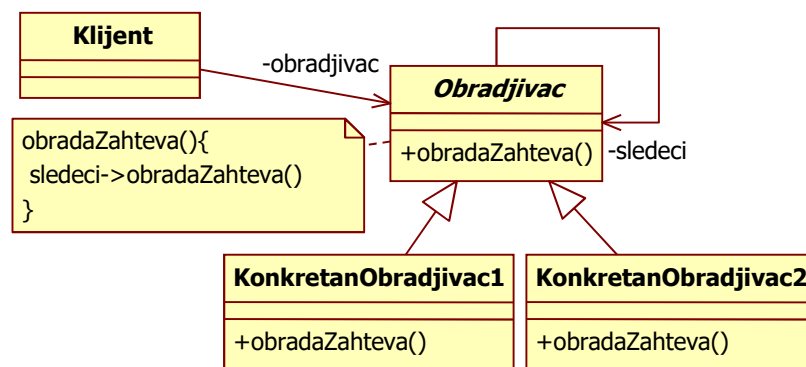 Klijent
-obradjivac
Obradjivac
obradaZahteva(){
sledeci->obradaZahteva()
}
+obradaZahteva()
-sledeci
KonkretanObradjivac1
KonkretanObradjivac2
+obradaZahteva()
+obradaZahteva()